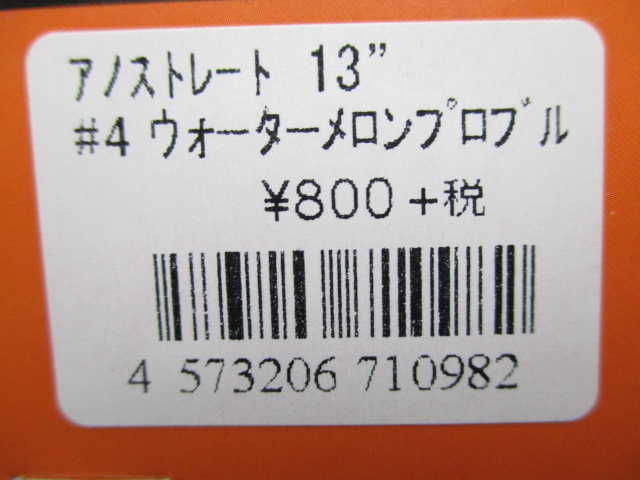 アノストレート 13”
#4 ウォーターメロンプロブル
¥800 +税
4 573206 710982